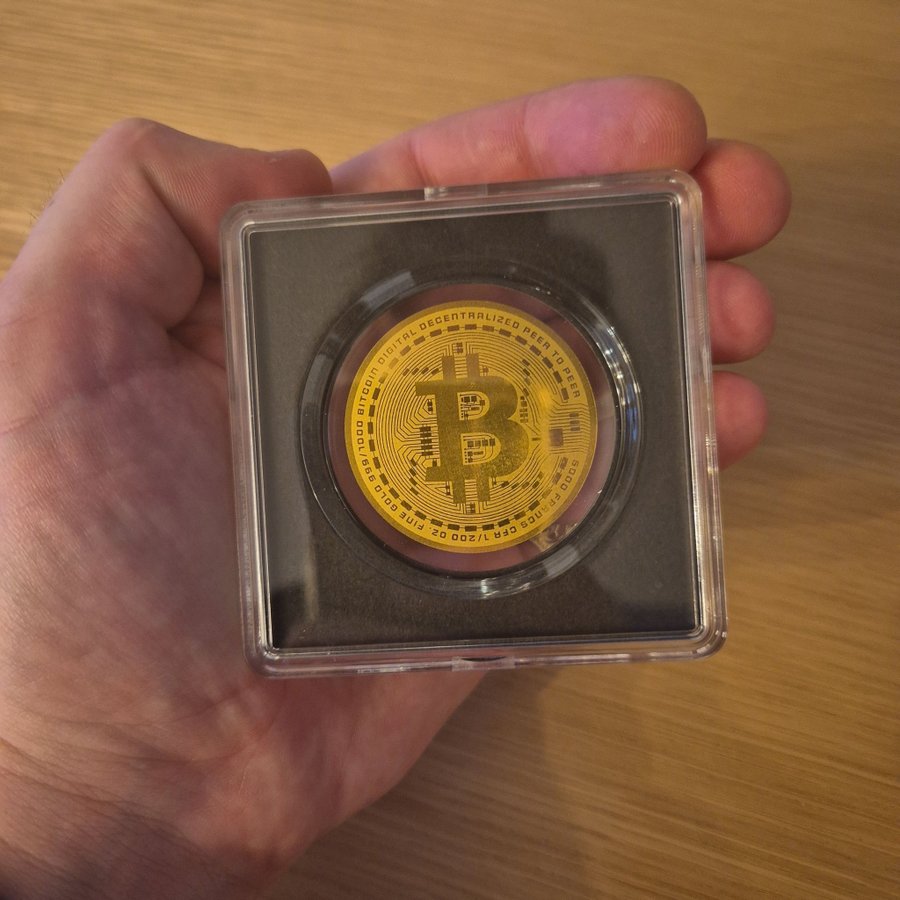 BITCOIN DIGITAL DECENTRALIZED PEER TO PEER
5000 FRANCS CFA 1/200 OZ. FINE GOLD 999/1000